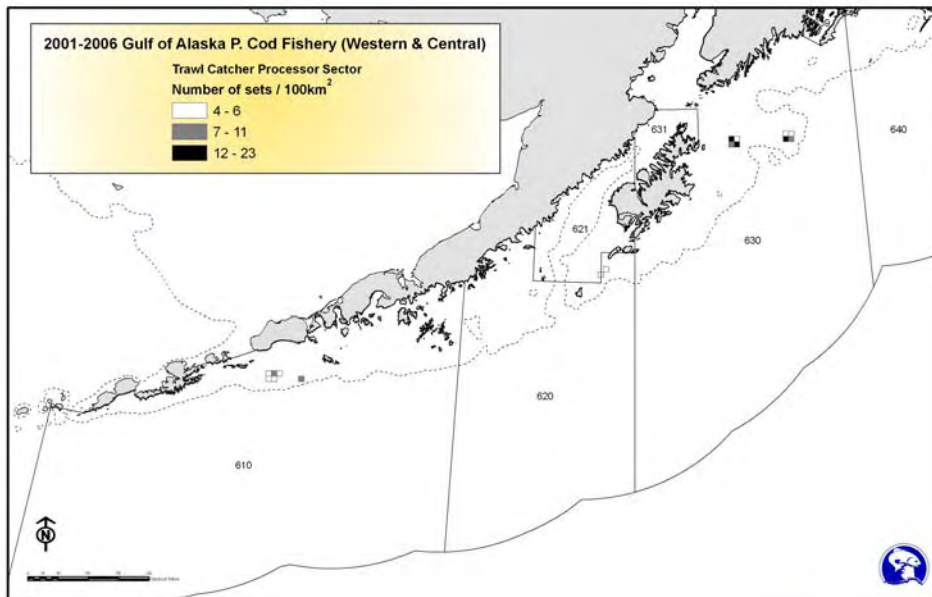 2001-2006 Gulf of Alaska P. Cod Fishery (Western & Central)
Trawl Catcher Processor Sector
Number of sets / 100km²
4 - 6
7 - 11
12 - 23
631
640
621
630
620
610
N